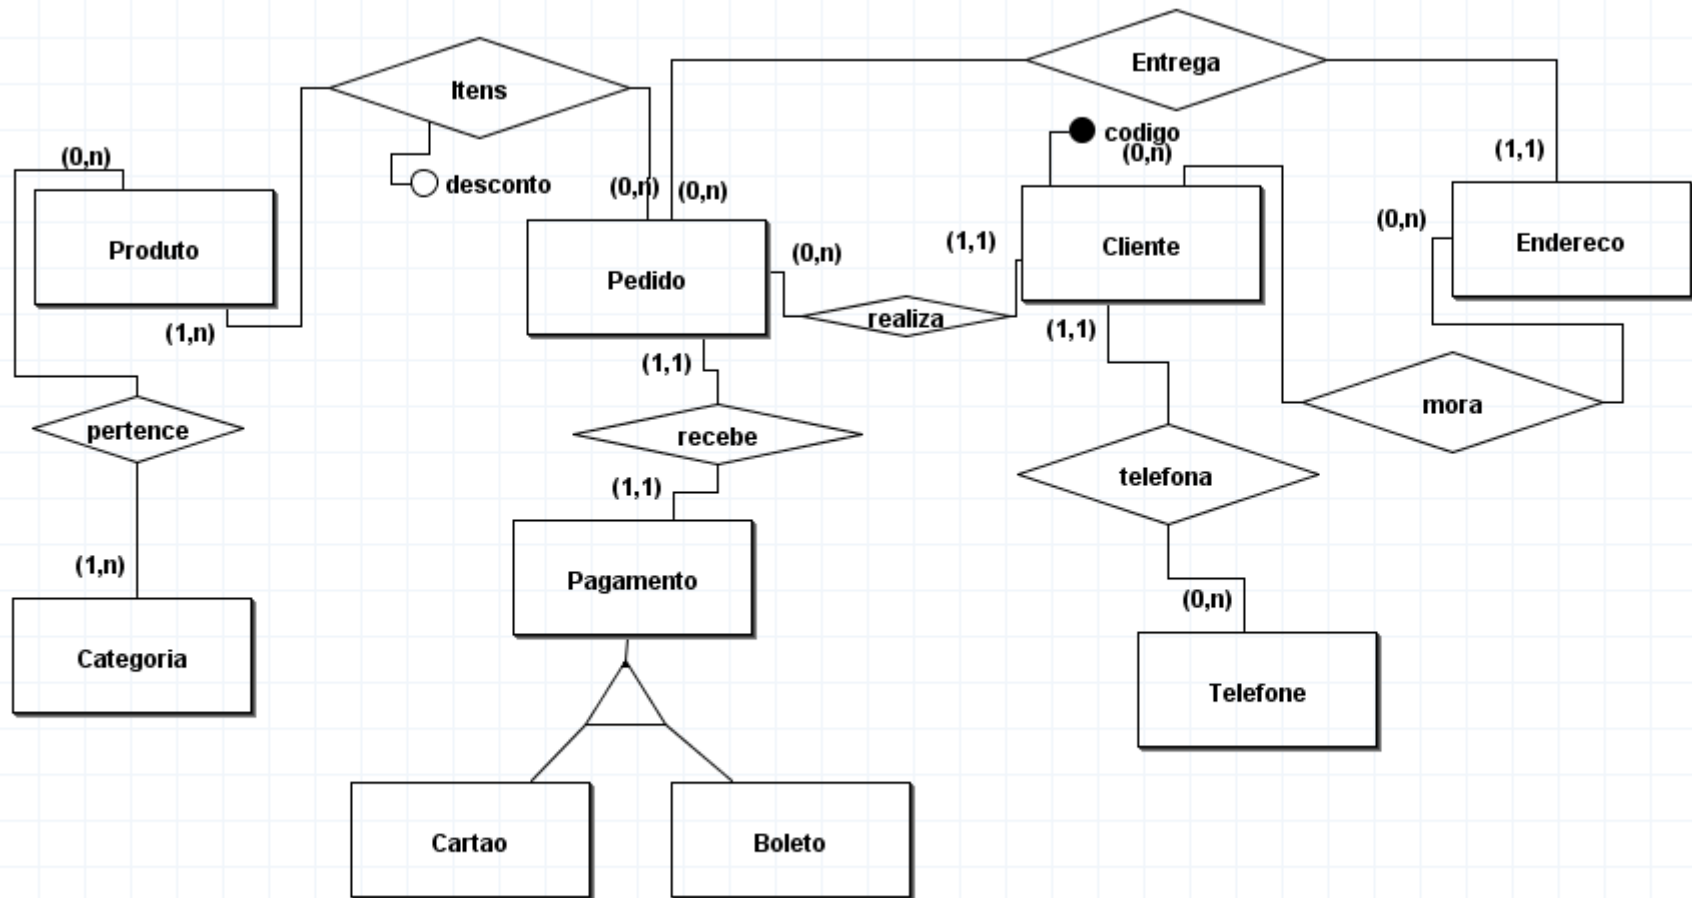 Entrega
Itens
codigo
(0,n)
(0,n)
(1,1)
desconto
(0,n)
(0,n)
(0,n)
Produto
Pedido
(0,n)
(1,1)
Cliente
Endereco
(1,n)
realiza
(1,1)
(1,1)
mora
pertence
recebe
telefona
(1,1)
(1,n)
Pagamento
(0,n)
Categoria
Telefone
Cartao
Boleto